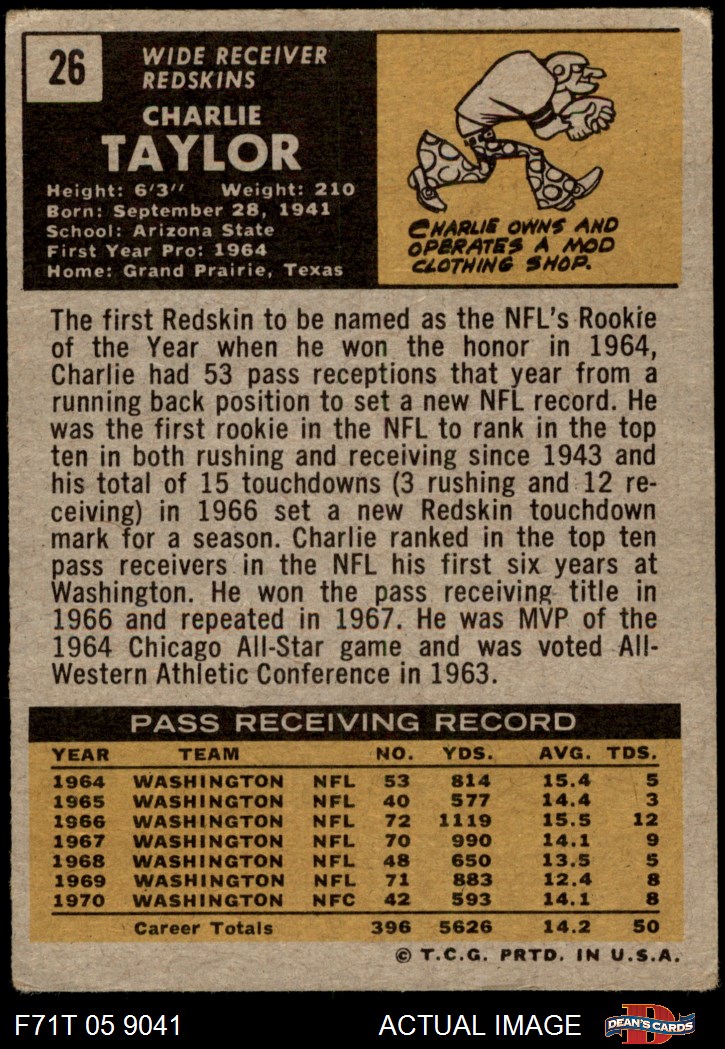 26
WIDE RECEIVER
REDSKINS
CHARLIE
TAYLOR
Height: 6'3'' Weight: 210
Born: September 28, 1941
School: Arizona State
First Year Pro: 1964
Home: Grand Prairie, Texas
CHARLIE OWNS AND
OPERATES A MOD
CLOTHING SHOP.
The first Redskin to be named as the NFL's Rookie
of the Year when he won the honor in 1964,
Charlie had 53 pass receptions that year from a
running back position to set a new NFL record. He
was the first rookie in the NFL to rank in the top
ten in both rushing and receiving since 1943 and
his total of 15 touchdowns (3 rushing and 12 re-
ceiving) in 1966 set a new Redskin touchdown
mark for a season. Charlie ranked in the top ten
pass receivers in the NFL his first six years at
Washington. He won the pass receiving title in
1966 and repeated in 1967. He was MVP of the
1964 Chicago All-Star game and was voted All-
Western Athletic Conference in 1963.
PASS RECEIVING RECORD
YEAR TEAM NO. YDS. AVG. TDS.
1964 WASHINGTON NFL 53 814 15.4 5
1965 WASHINGTON NFL 40 577 14.4 3
1966 WASHINGTON NFL 72 1119 15.5 12
1967 WASHINGTON NFL 70 990 14.1 9
1968 WASHINGTON NFL 48 650 13.5 5
1969 WASHINGTON NFL 71 883 12.4 8
1970 WASHINGTON NFC 42 593 14.1 8
Career Totals 396 5626 14.2 50
© T.C.G. PRTD. IN U.S.A.
F71T 05 9041
ACTUAL IMAGE
D
DEAN'S CARDS